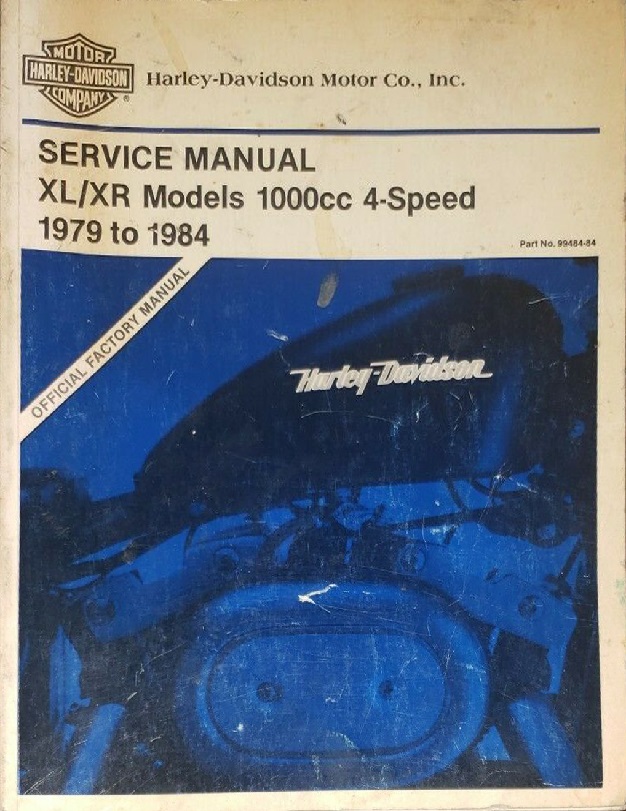 MOTOR
HARLEY-DAVIDSON
COMPANY
®
Harley-Davidson Motor Co., Inc.
SERVICE MANUAL
XL/XR Models 1000cc 4-Speed
1979 to 1984
Part No. 99484-84
OFFICIAL FACTORY MANUAL
Harley-Davidson